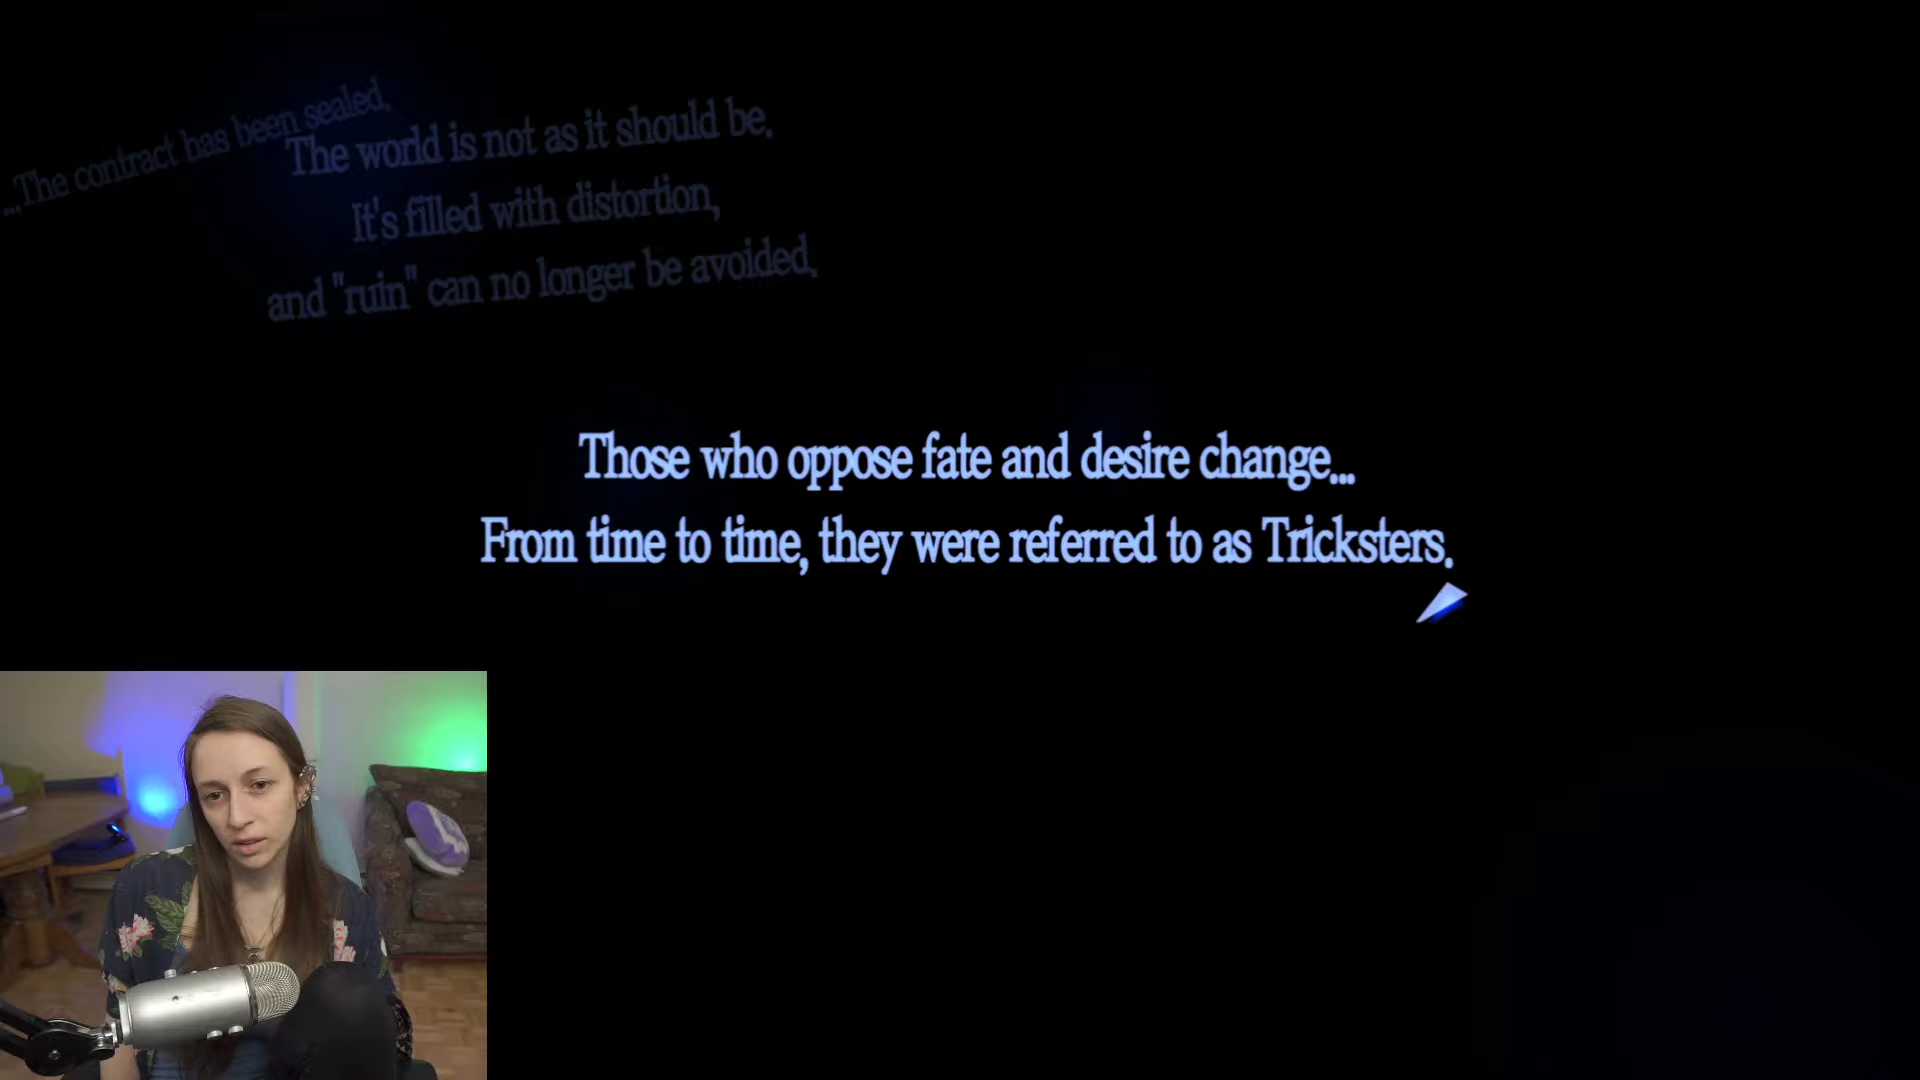 ...The contract has been sealed.
The world is not as it should be.
It's filled with distortion,
and "ruin" can no longer be avoided.
Those who oppose fate and desire change...
From time to time, they were referred to as Tricksters.